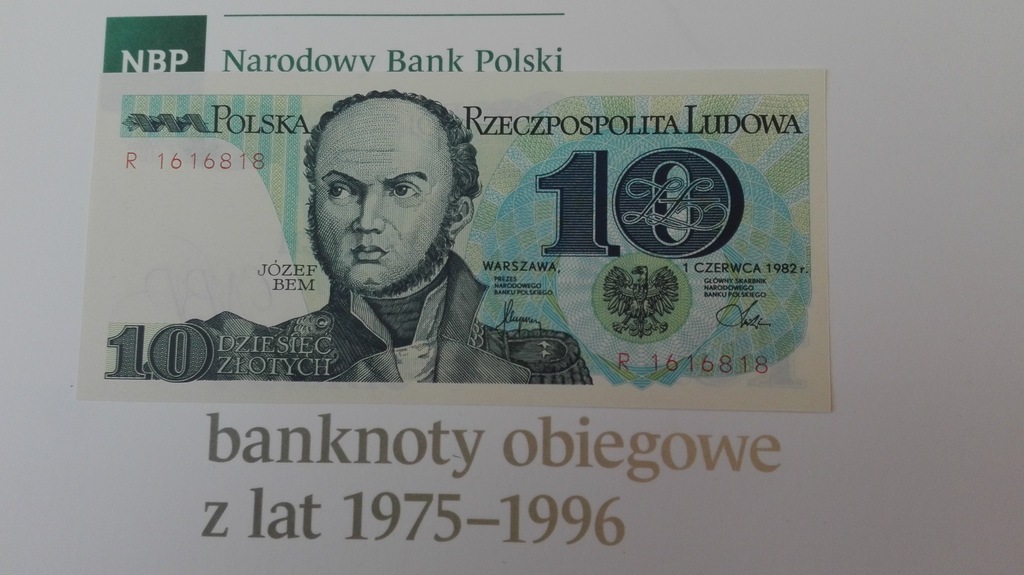 NBP Narodowy Bank Polski
POLSKA RZECZPOSPOLITA LUDOWA
R 1616818
10
JÓZEF
BEM
WARSZAWA, 1 CZERWCA 1982 r.
PREZES
NARODOWEGO
BANKU POLSKIEGO
GŁÓWNY SKARBNIK
NARODOWEGO
BANKU POLSKIEGO
10 DZIESIĘĆ
ZŁOTYCH
R 1616818
banknoty obiegowe
z lat 1975–1996